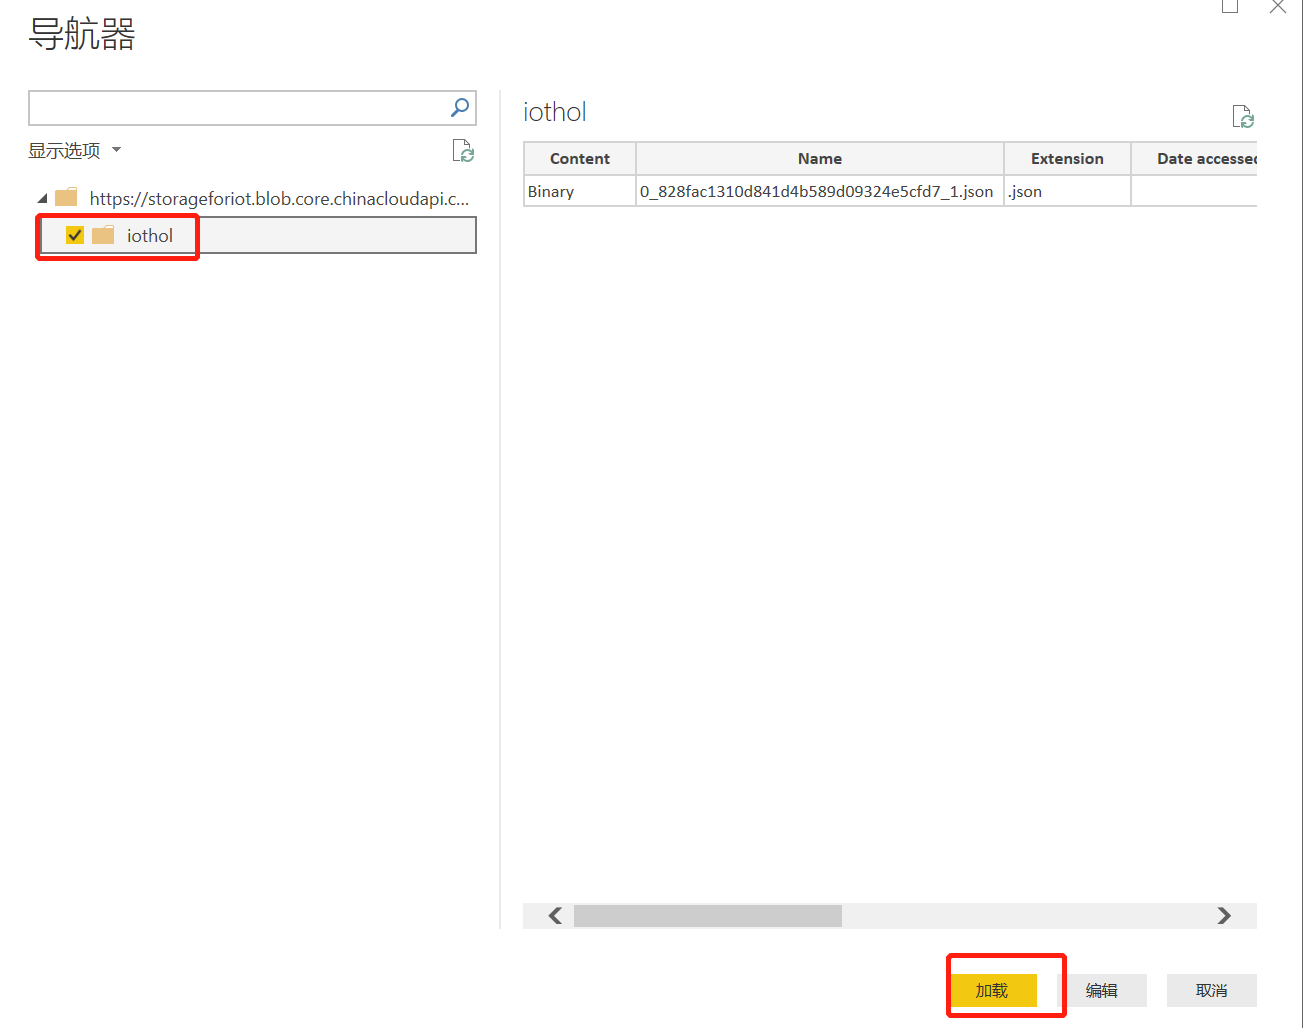 导航器
显示选项
https://storageforiot.blob.core.chinacloudapi.c...
iothol
iothol
Content Name Extension Date accessed
Binary 0_828fac1310d841d4b589d09324e5cfd7_1.json .json
加载 编辑 取消